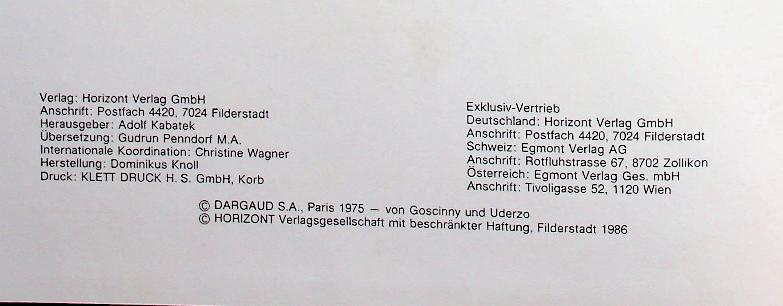 Verlag: Horizont Verlag GmbH
Anschrift: Postfach 4420, 7024 Filderstadt
Herausgeber: Adolf Kabatek
Übersetzung: Gudrun Penndorf M.A.
Internationale Koordination: Christine Wagner
Herstellung: Dominikus Knoll
Druck: KLETT DRUCK H. S. GmbH, Korb
Exklusiv-Vertrieb
Deutschland: Horizont Verlag GmbH
Anschrift: Postfach 4420, 7024 Filderstadt
Schweiz: Egmont Verlag AG
Anschrift: Rotfluhstrasse 67, 8702 Zollikon
Österreich: Egmont Verlag Ges. mbH
Anschrift: Tivoligasse 52, 1120 Wien
© DARGAUD S.A., Paris 1975 – von Goscinny und Uderzo
© HORIZONT Verlagsgesellschaft mit beschränkter Haftung, Filderstadt 1986